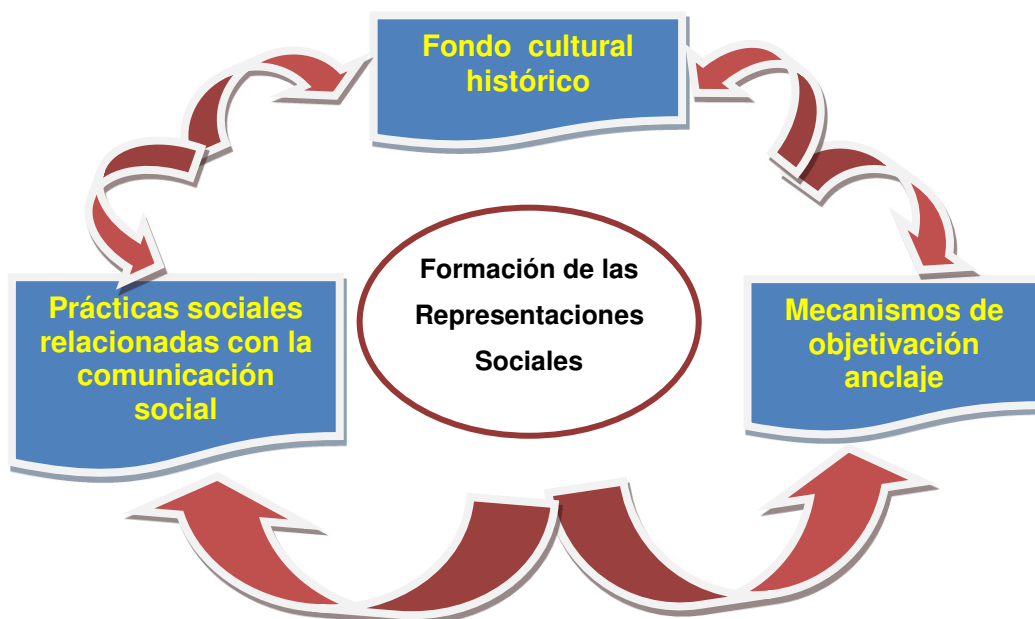 Fondo cultural
histórico
Formación de las
Representaciones
Sociales
Prácticas sociales
relacionadas con la
comunicación
social
Mecanismos de
objetivación
anclaje